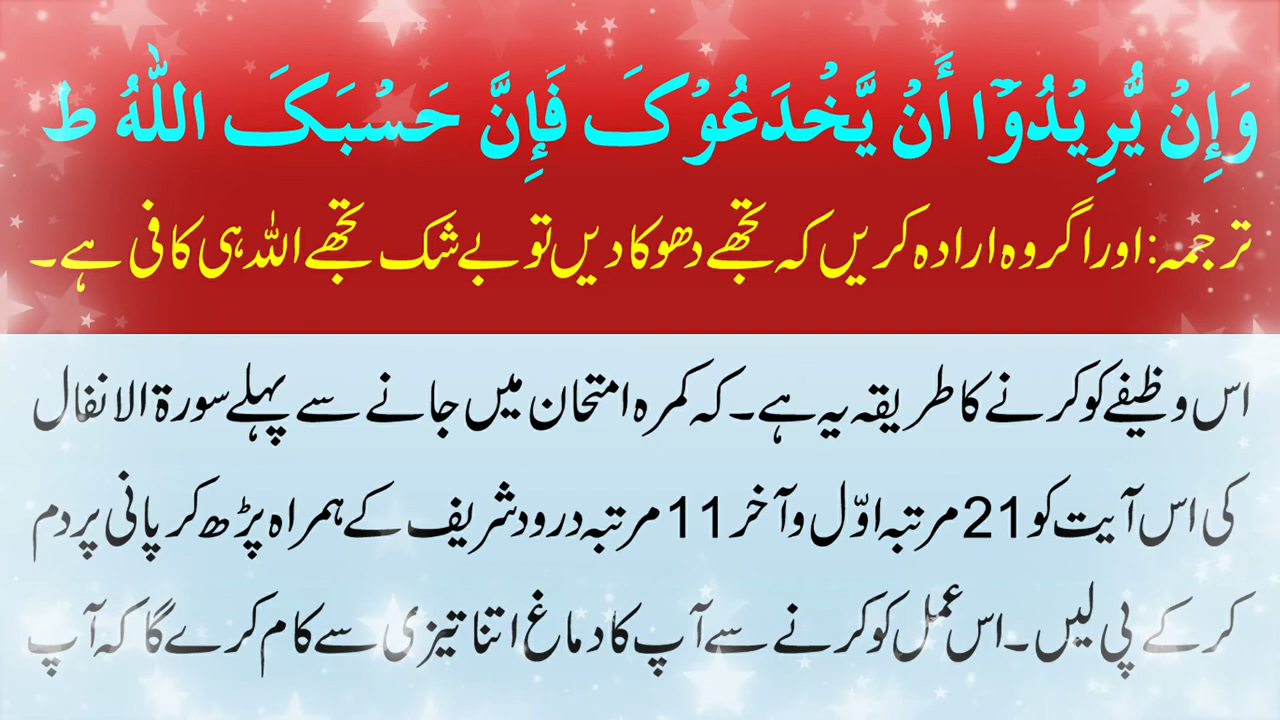 وَإِنْ يُّرِيْدُوْٓا أَنْ يَّخْدَعُوْكَ فَإِنَّ حَسْبَكَ اللّٰهُ ط
ترجمہ: اور اگر وہ ارادہ کریں کہ تجھے دھوکا دیں تو بے شک تجھے اللہ ہی کافی ہے۔
اس وظیفے کو کرنے کا طریقہ یہ ہے۔ کہ کمرہ امتحان میں جانے سے پہلے سورۃ الانفال
کی اس آیت کو 21 مرتبہ اوّل و آخر 11 مرتبہ درود شریف کے ہمراہ پڑھ کر پانی پر دم
کر کے پی لیں۔ اس عمل کو کرنے سے آپ کا دماغ اتنا تیزی سے کام کرے گا کہ آپ